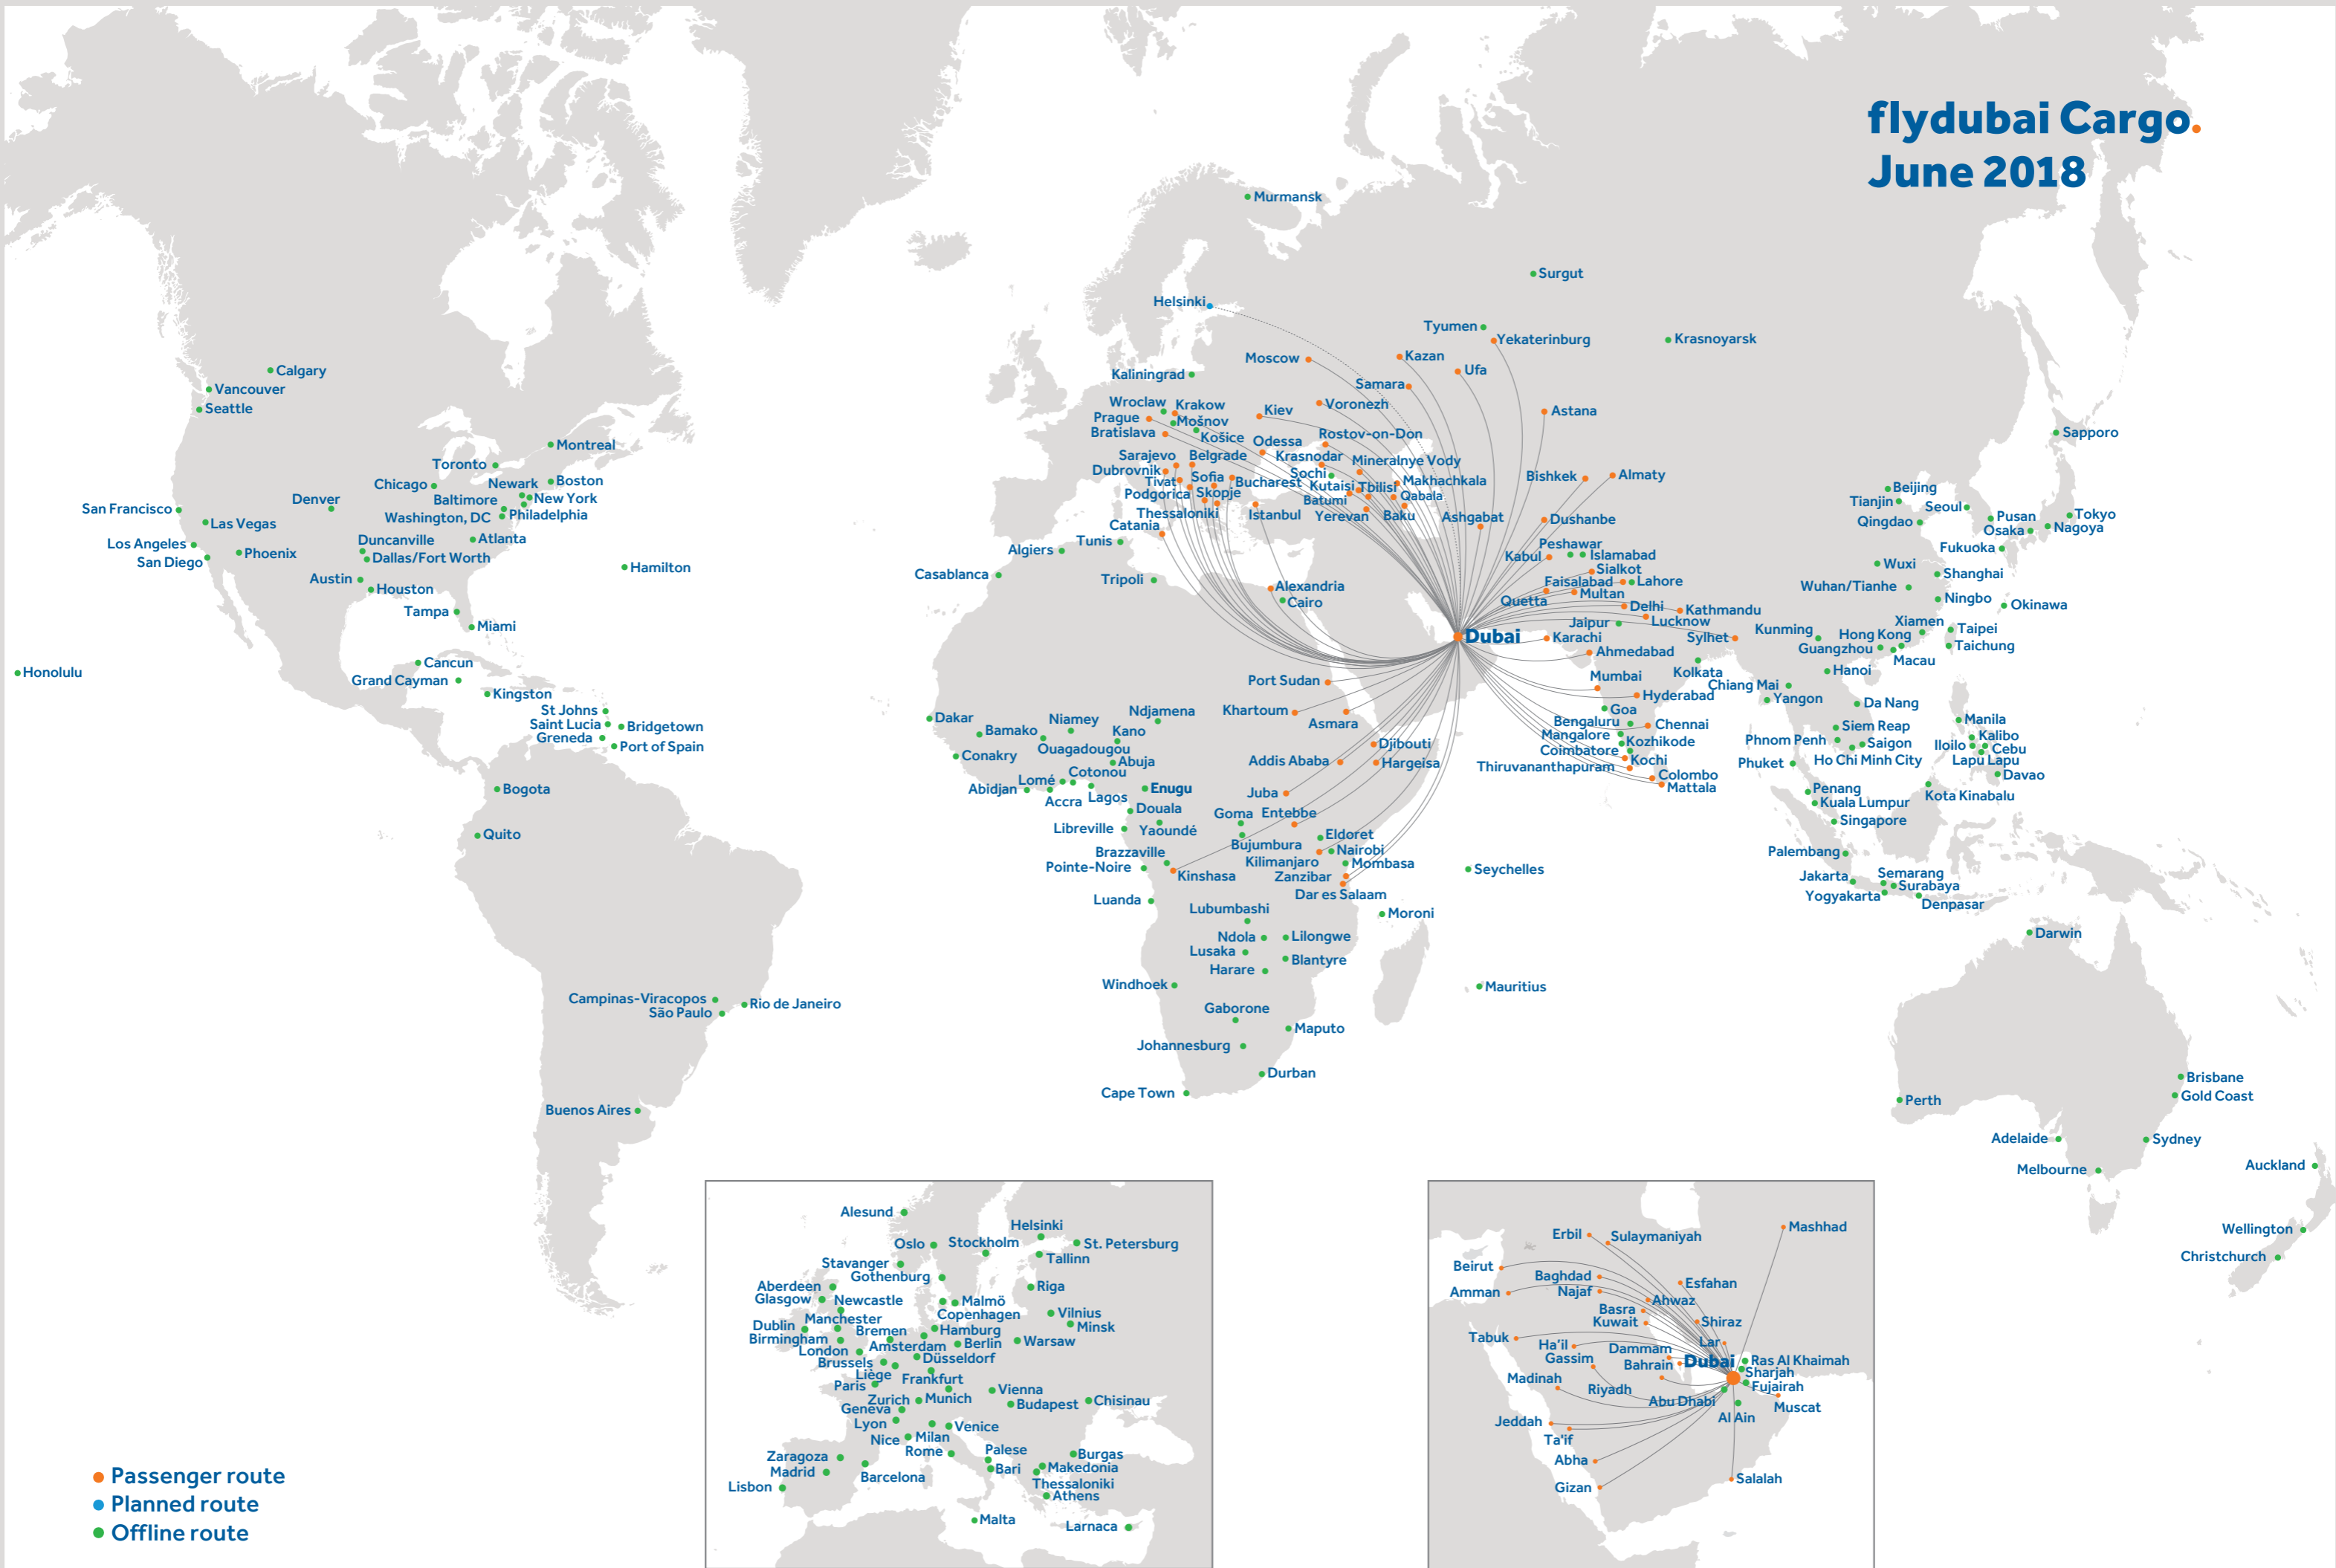 flydubai Cargo.
June 2018
Murmansk
Surgut
Helsinki
Tyumen
Yekaterinburg
Krasnoyarsk
Moscow
Kazan
Ufa
Kaliningrad
Samara
Calgary
Vancouver
Seattle
Wroclaw
Krakow
Kiev
Voronezh
Astana
Prague
Mošnov
Bratislava
Košice
Odessa
Rostov-on-Don
Sapporo
Montreal
Toronto
Sarajevo
Belgrade
Krasnodar
Mineralnye Vody
Dubrovnik
Sofia
Sochi
Bishkek
Almaty
Chicago
Newark
Boston
Tivat
Bucharest
Kutaisi
Tbilisi
Makhachkala
Beijing
Denver
Baltimore
New York
Podgorica
Skopje
Batumi
Qabala
Tianjin
Seoul
San Francisco
Washington, DC
Philadelphia
Thessaloniki
Istanbul
Yerevan
Baku
Ashgabat
Dushanbe
Qingdao
Pusan
Tokyo
Las Vegas
Catania
Osaka
Nagoya
Los Angeles
Phoenix
Duncanville
Atlanta
Algiers
Tunis
Peshawar
Fukuoka
San Diego
Dallas/Fort Worth
Kabul
Islamabad
Wuxi
Austin
Houston
Hamilton
Casablanca
Tripoli
Alexandria
Sialkot
Shanghai
Faisalabad
Lahore
Wuhan/Tianhe
Cairo
Quetta
Multan
Ningbo
Okinawa
Tampa
Delhi
Kathmandu
Miami
Jaipur
Lucknow
Xiamen
Dubai
Karachi
Sylhet
Kunming
Hong Kong
Taipei
Guangzhou
Taichung
Cancun
Ahmedabad
Macau
Honolulu
Grand Cayman
Port Sudan
Kolkata
Hanoi
Kingston
Mumbai
Chiang Mai
Hyderabad
Yangon
St Johns
Dakar
Niamey
Ndjamena
Khartoum
Asmara
Goa
Da Nang
Saint Lucia
Bridgetown
Bamako
Kano
Bengaluru
Chennai
Siem Reap
Manila
Greneda
Port of Spain
Ouagadougou
Mangalore
Kozhikode
Phnom Penh
Saigon
Kalibo
Conakry
Djibouti
Coimbatore
Iloilo
Cebu
Abuja
Addis Ababa
Hargeisa
Kochi
Phuket
Ho Chi Minh City
Lapu Lapu
Lomé
Cotonou
Thiruvananthapuram
Colombo
Davao
Bogota
Abidjan
Accra
Lagos
Enugu
Juba
Mattala
Penang
Kota Kinabalu
Douala
Goma
Entebbe
Kuala Lumpur
Quito
Libreville
Yaoundé
Singapore
Bujumbura
Eldoret
Brazzaville
Kilimanjaro
Nairobi
Palembang
Pointe-Noire
Kinshasa
Mombasa
Zanzibar
Seychelles
Jakarta
Semarang
Surabaya
Luanda
Dar es Salaam
Yogyakarta
Denpasar
Lubumbashi
Moroni
Ndola
Lilongwe
Darwin
Lusaka
Blantyre
Harare
Windhoek
Mauritius
Campinas-Viracopos
Rio de Janeiro
São Paulo
Gaborone
Maputo
Johannesburg
Durban
Cape Town
Brisbane
Gold Coast
Perth
Buenos Aires
Adelaide
Sydney
Melbourne
Auckland
Wellington
Christchurch
Alesund
Helsinki
Oslo
Stockholm
St. Petersburg
Tallinn
Stavanger
Gothenburg
Aberdeen
Riga
Glasgow
Newcastle
Malmö
Copenhagen
Vilnius
Dublin
Manchester
Bremen
Hamburg
Minsk
Birmingham
Amsterdam
Berlin
Warsaw
London
Düsseldorf
Brussels
Liège
Frankfurt
Paris
Vienna
Zurich
Munich
Budapest
Chisinau
Geneva
Lyon
Venice
Nice
Milan
Rome
Palese
Burgas
Zaragoza
Makedonia
Madrid
Barcelona
Bari
Thessaloniki
Lisbon
Athens
Malta
Larnaca
Mashhad
Erbil
Sulaymaniyah
Beirut
Baghdad
Esfahan
Amman
Najaf
Ahwaz
Basra
Kuwait
Shiraz
Tabuk
Ha'il
Dammam
Lar
Gassim
Bahrain
Dubai
Ras Al Khaimah
Sharjah
Madinah
Riyadh
Fujairah
Abu Dhabi
Muscat
Jeddah
Al Ain
Ta'if
Abha
Salalah
Gizan
Passenger route
Planned route
Offline route